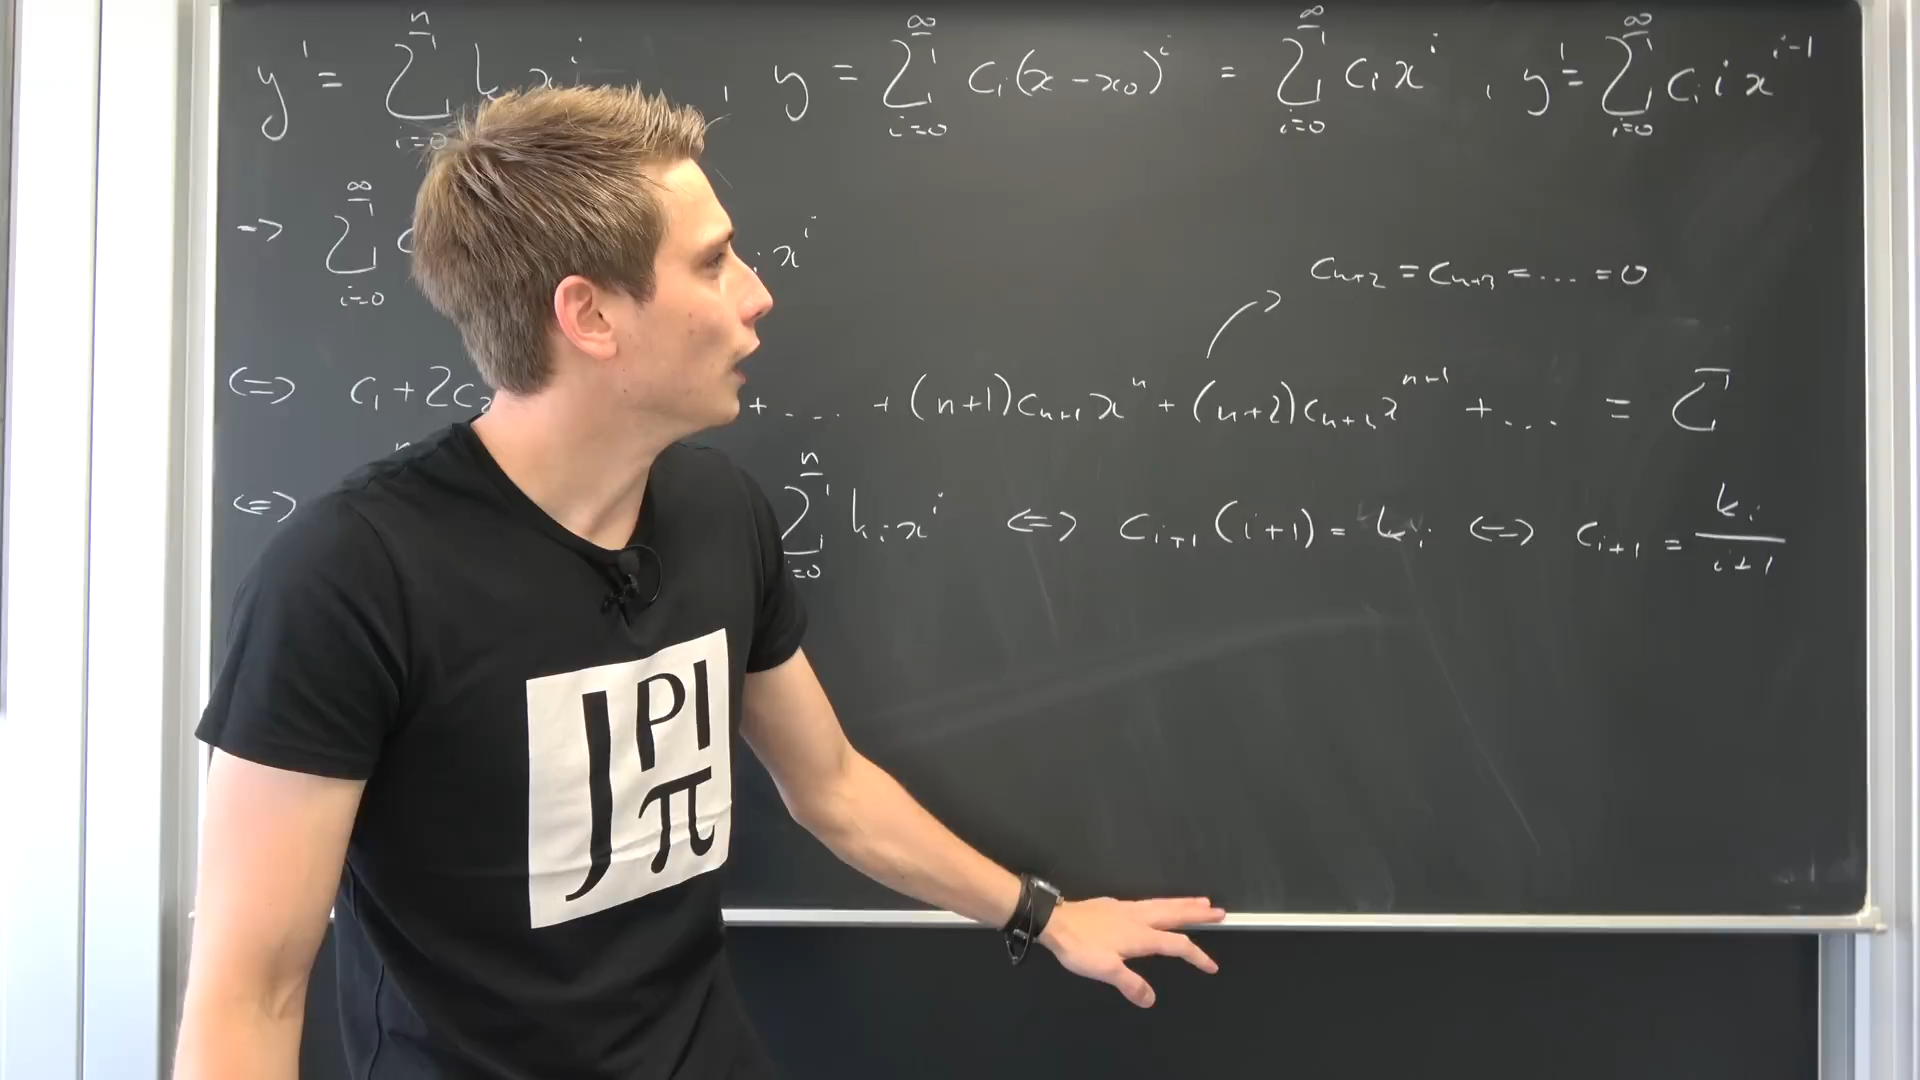 y' = Σ_{i=0}^{n} k x^i , y = Σ_{i=0}^{∞} c_i (x - x_0)^i = Σ_{i=0}^{∞} c_i x^i , y' = Σ_{i=0}^{∞} c_i i x^{i-1}
-> Σ_{i=0}^{∞} c x^i
c_{n+2} = c_{n+3} = .... = 0
<=> c_1 + 2c_2 + .... + (n+1)c_{n+1}x^n + (n+2)c_{n+2}x^{n+1} + ... = Σ
<=> Σ_{i=0}^{n} k_i x^i <=> c_{i+1}(i+1) = k_i <=> c_{i+1} = k_i / (i+1)
∫ PI π